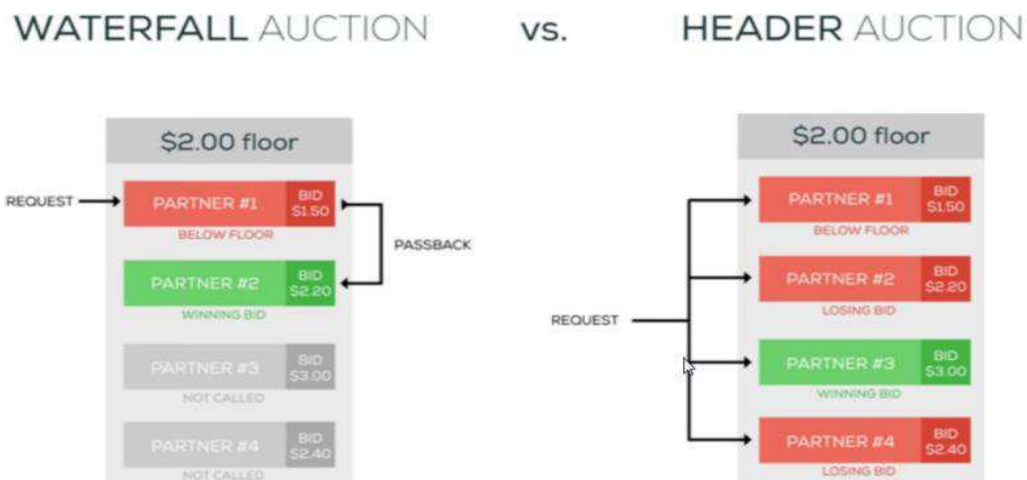 WATERFALL AUCTION vs. HEADER AUCTION
$2.00 floor
REQUEST
PARTNER #1
BID
$1.50
BELOW FLOOR
PASSBACK
PARTNER #2
BID
$2.20
WINNING BID
PARTNER #3
BID
$3.00
NOT CALLED
PARTNER #4
BID
$2.40
NOT CALLED
$2.00 floor
REQUEST
PARTNER #1
BID
$1.50
BELOW FLOOR
PARTNER #2
BID
$2.20
LOSING BID
PARTNER #3
BID
$3.00
WINNING BID
PARTNER #4
BID
$2.40
LOSING BID